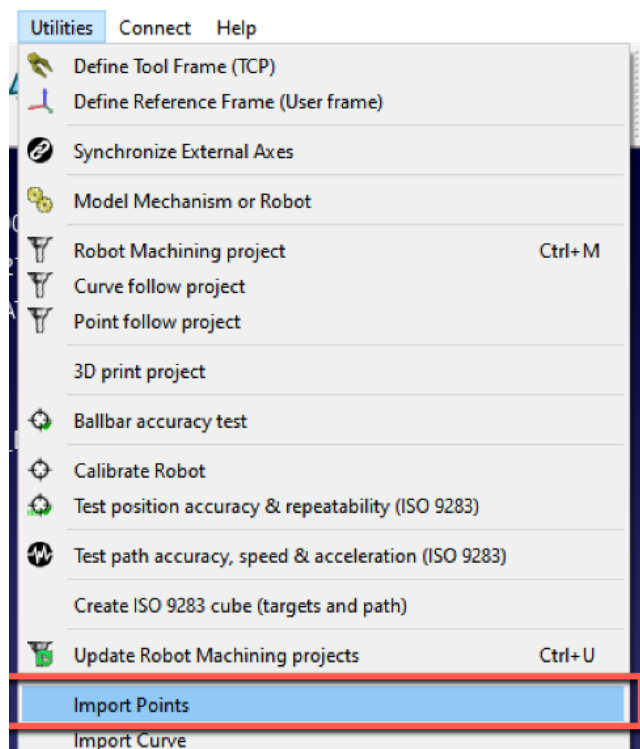 Utilities Connect Help
Define Tool Frame (TCP)
Define Reference Frame (User frame)
Synchronize External Axes
Model Mechanism or Robot
Robot Machining project Ctrl+M
Curve follow project
Point follow project
3D print project
Ballbar accuracy test
Calibrate Robot
Test position accuracy & repeatability (ISO 9283)
Test path accuracy, speed & acceleration (ISO 9283)
Create ISO 9283 cube (targets and path)
Update Robot Machining projects Ctrl+U
Import Points
Import Curve